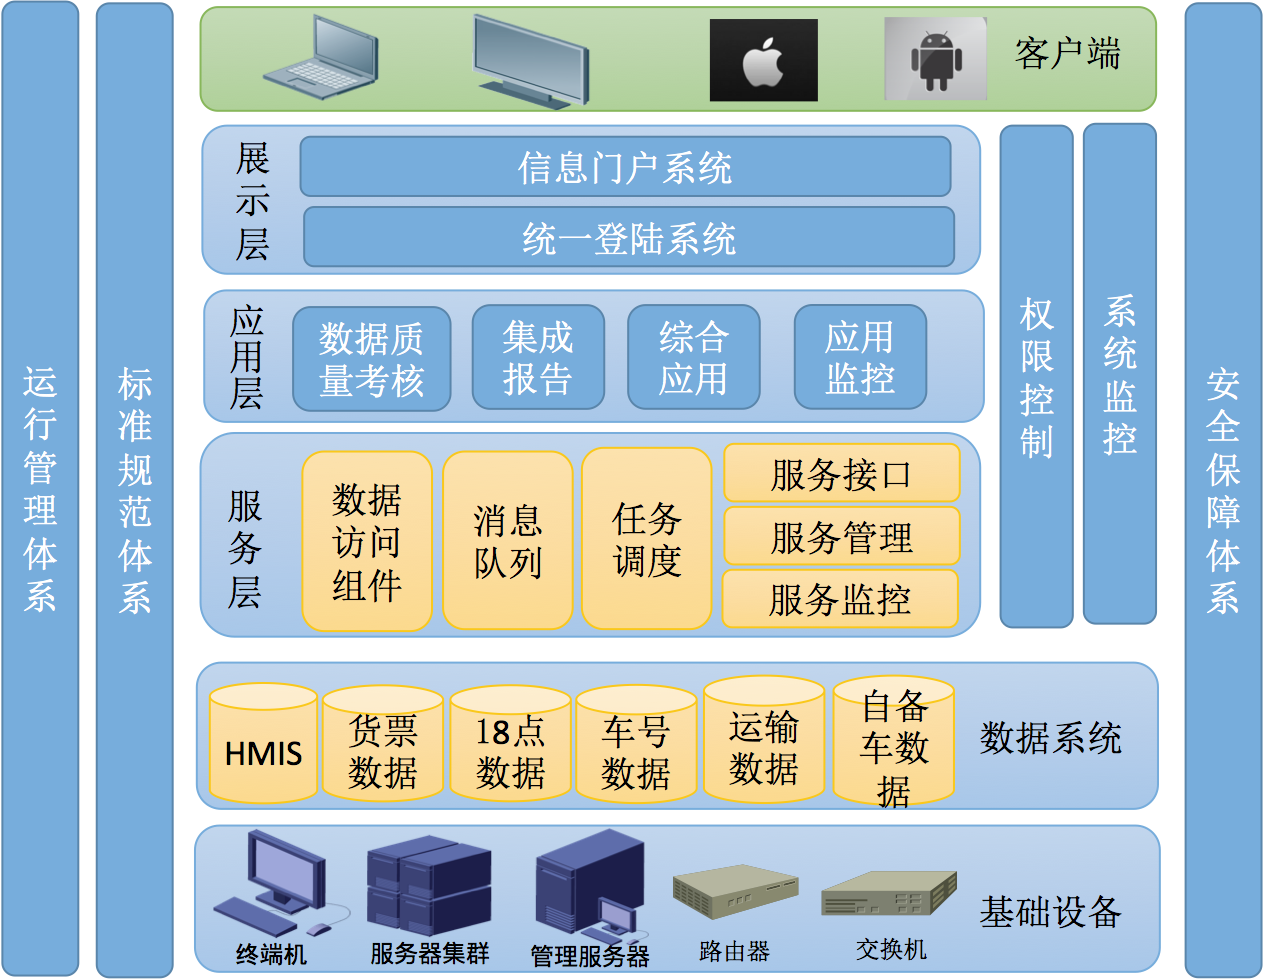 客户端
展
示
层
信息门户系统
统一登陆系统
应
用
层
数据质
量考核
集成
报告
综合
应用
应用
监控
服
务
层
数据
访问
组件
消息
队列
任务
调度
服务接口
服务管理
服务监控
权
限
控
制
系
统
监
控
运
行
管
理
体
系
标
准
规
范
体
系
安
全
保
障
体
系
HMIS
货票
数据
18点
数据
车号
数据
运输
数据
自备
车数
据
数据系统
终端机
服务器集群
管理服务器
路由器
交换机
基础设备